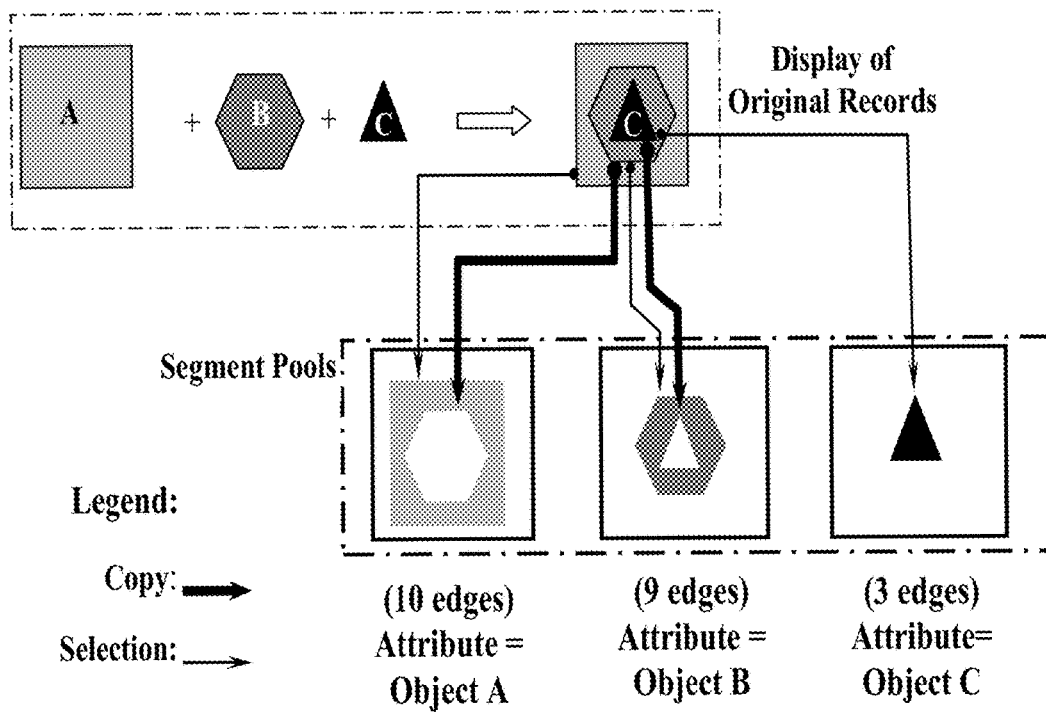 A + B + C
C
Display of
Original Records
Segment Pools
Legend:
Copy:
Selection:
(10 edges)
Attribute =
Object A
(9 edges)
Attribute =
Object B
(3 edges)
Attribute=
Object C